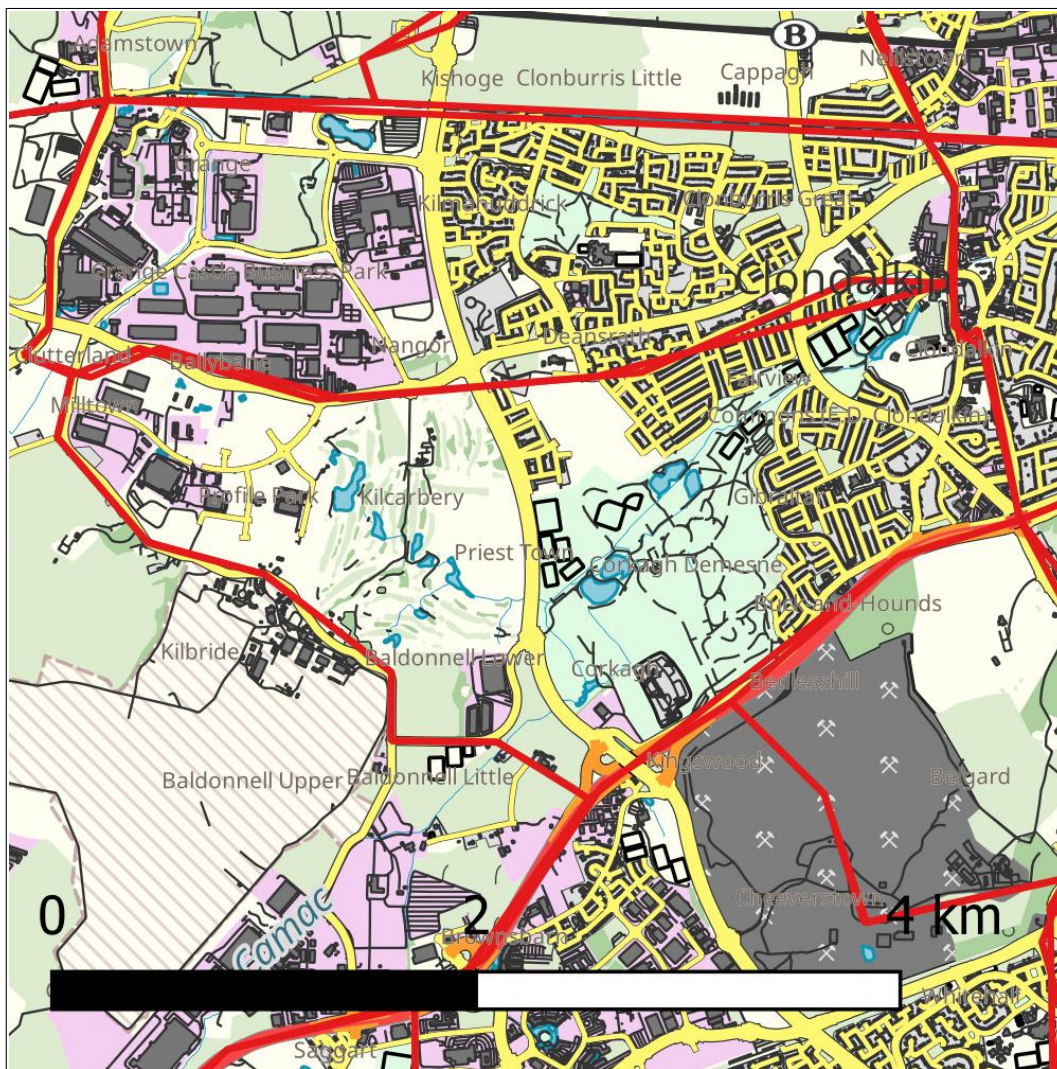 B
Adamstown
Neillstown
Kishoge
Clonburris Little
Cappagh
Grange
Kilmahuddrick
Clonburris Great
Grange Castle Business Park
Clondalkin
Nangor
Deansrath
Clutterland
Ballybane
Clondalkin
Fairview
Milltown
Commons (E.D. Clondalkin)
Profile Park
Kilcarbery
Gibraltar
Priest Town
Corkagh Demesne
Buck-and-Hounds
Kilbride
Baldonnell Lower
Corkagh
Bedlesshill
Kingswood
Baldonnell Upper
Baldonnell Little
Belgard
Cheeverstown
0
2
4 km
Camac
Brownsbarn
Whitehall
Saggart